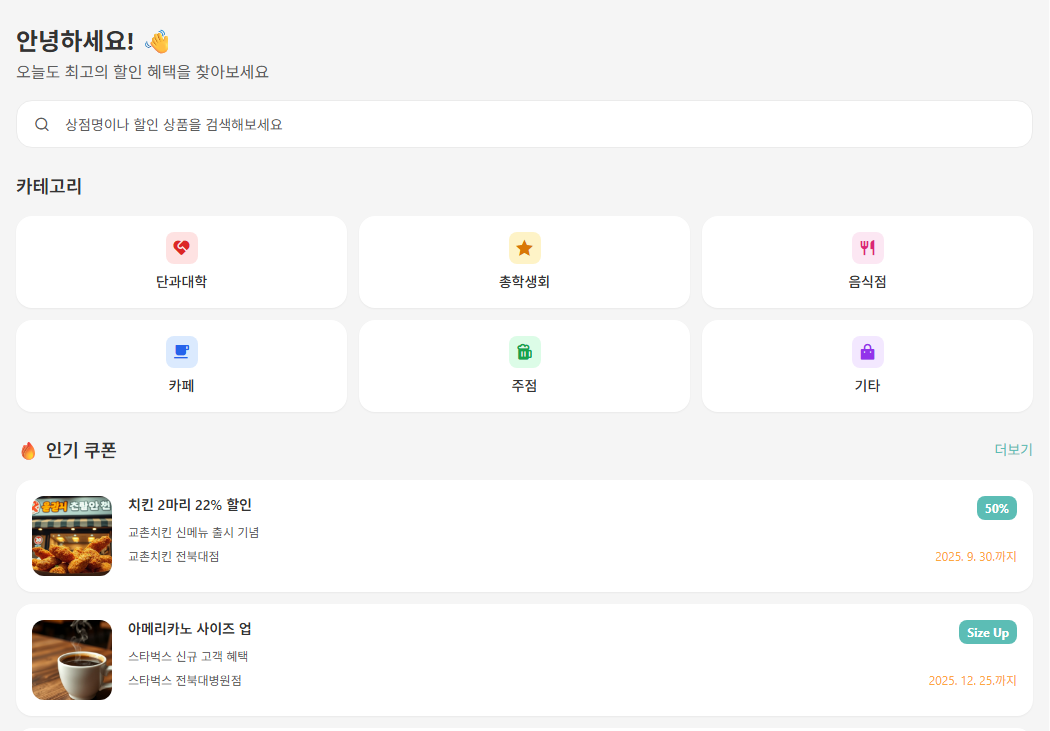 안녕하세요! 👋
오늘도 최고의 할인 혜택을 찾아보세요
상점명이나 할인 상품을 검색해보세요
카테고리
단과대학
총학생회
음식점
카페
주점
기타
🔥 인기 쿠폰
더보기
치킨 2마리 22% 할인
50%
교촌치킨 신메뉴 출시 기념
교촌치킨 전북대점
2025. 9. 30.까지
아메리카노 사이즈 업
Size Up
스타벅스 신규 고객 혜택
스타벅스 전북대병원점
2025. 12. 25.까지